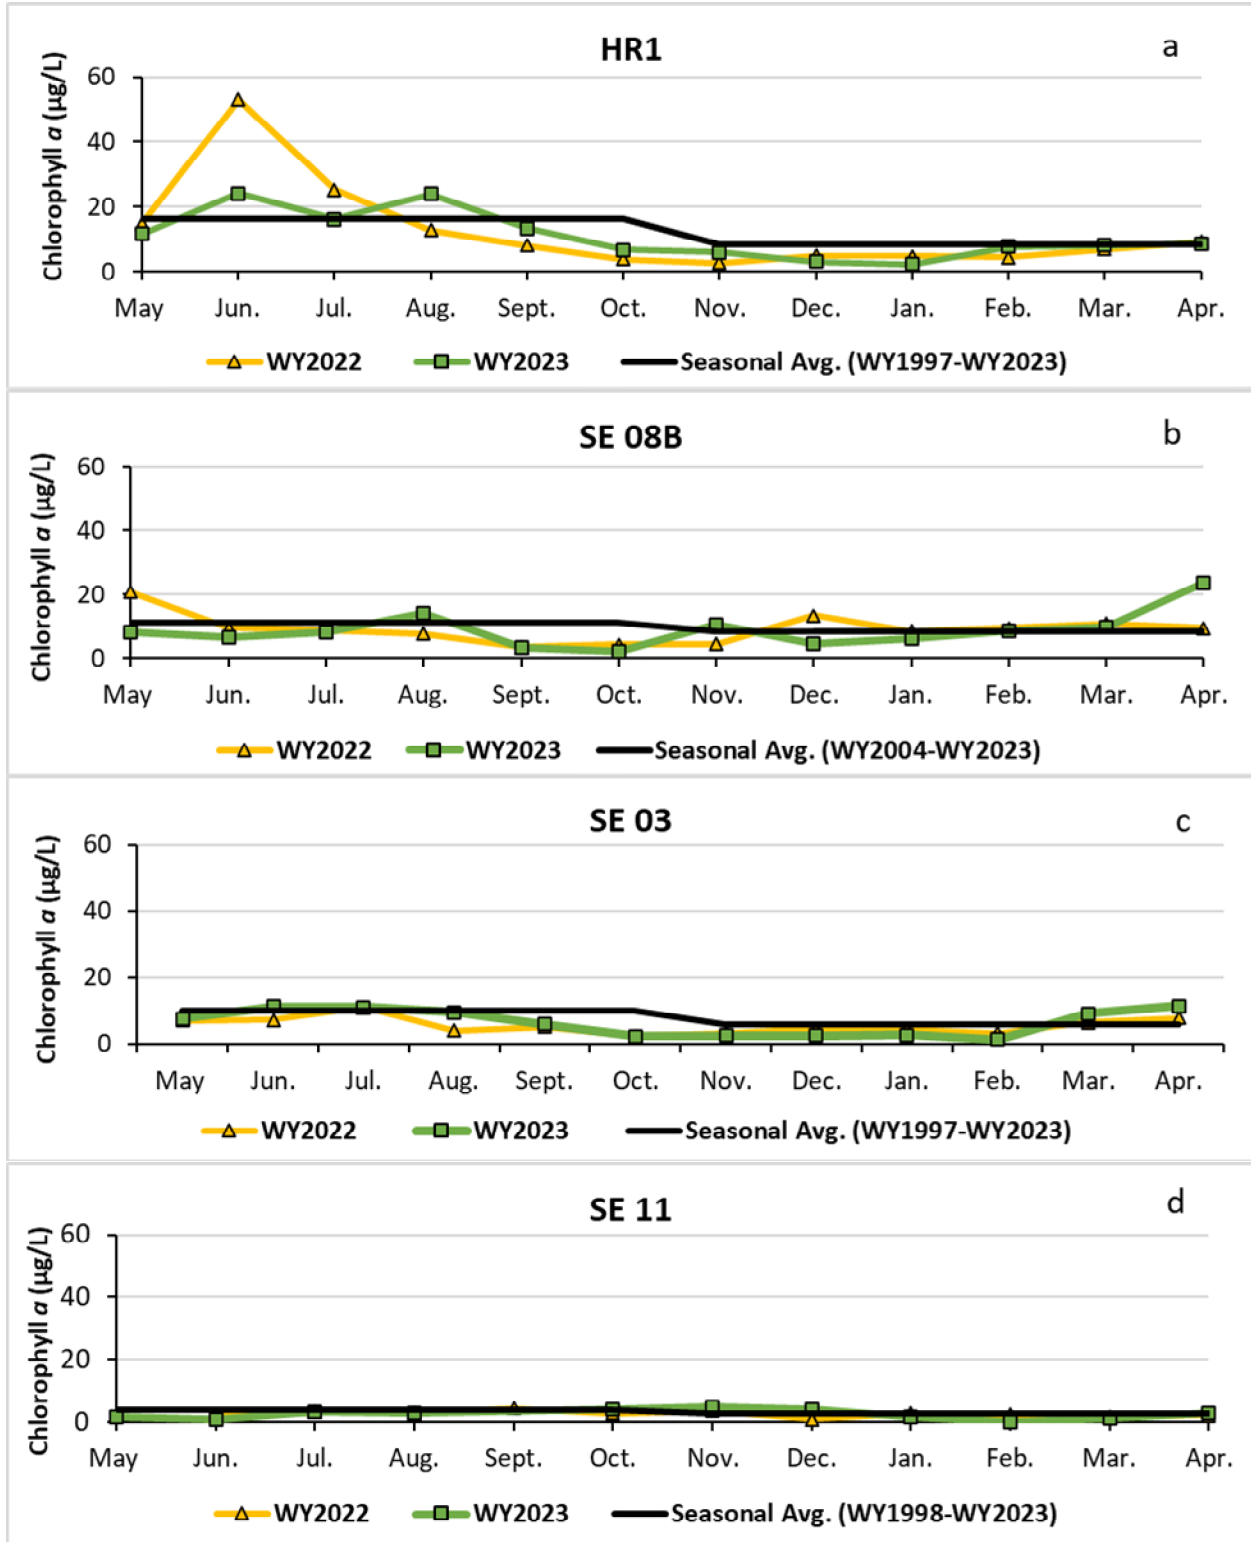 HR1
a
Chlorophyll a (µg/L)
60
40
20
0
May Jun. Jul. Aug. Sept. Oct. Nov. Dec. Jan. Feb. Mar. Apr.
WY2022 WY2023 Seasonal Avg. (WY1997-WY2023)
SE 08B
b
Chlorophyll a (µg/L)
60
40
20
0
May Jun. Jul. Aug. Sept. Oct. Nov. Dec. Jan. Feb. Mar. Apr.
WY2022 WY2023 Seasonal Avg. (WY2004-WY2023)
SE 03
c
Chlorophyll a (µg/L)
60
40
20
0
May Jun. Jul. Aug. Sept. Oct. Nov. Dec. Jan. Feb. Mar. Apr.
WY2022 WY2023 Seasonal Avg. (WY1997-WY2023)
SE 11
d
Chlorophyll a (µg/L)
60
40
20
0
May Jun. Jul. Aug. Sept. Oct. Nov. Dec. Jan. Feb. Mar. Apr.
WY2022 WY2023 Seasonal Avg. (WY1998-WY2023)